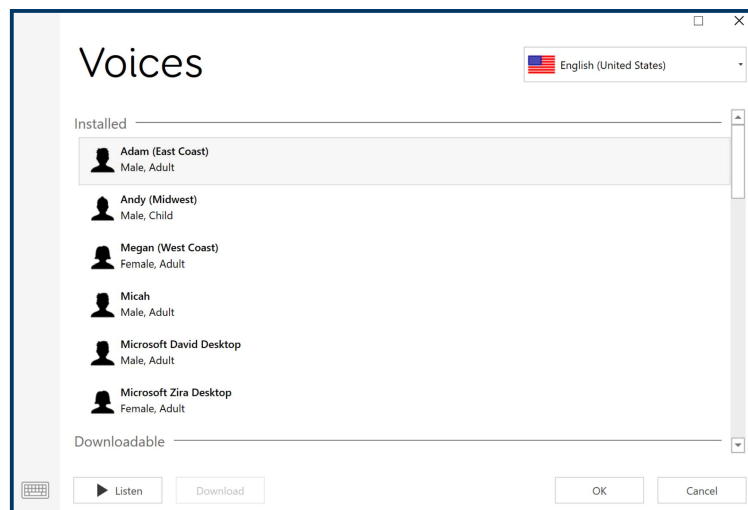 Voices
English (United States)
Installed
Adam (East Coast)
Male, Adult
Andy (Midwest)
Male, Child
Megan (West Coast)
Female, Adult
Micah
Male, Adult
Microsoft David Desktop
Male, Adult
Microsoft Zira Desktop
Female, Adult
Downloadable
Listen
Download
OK
Cancel